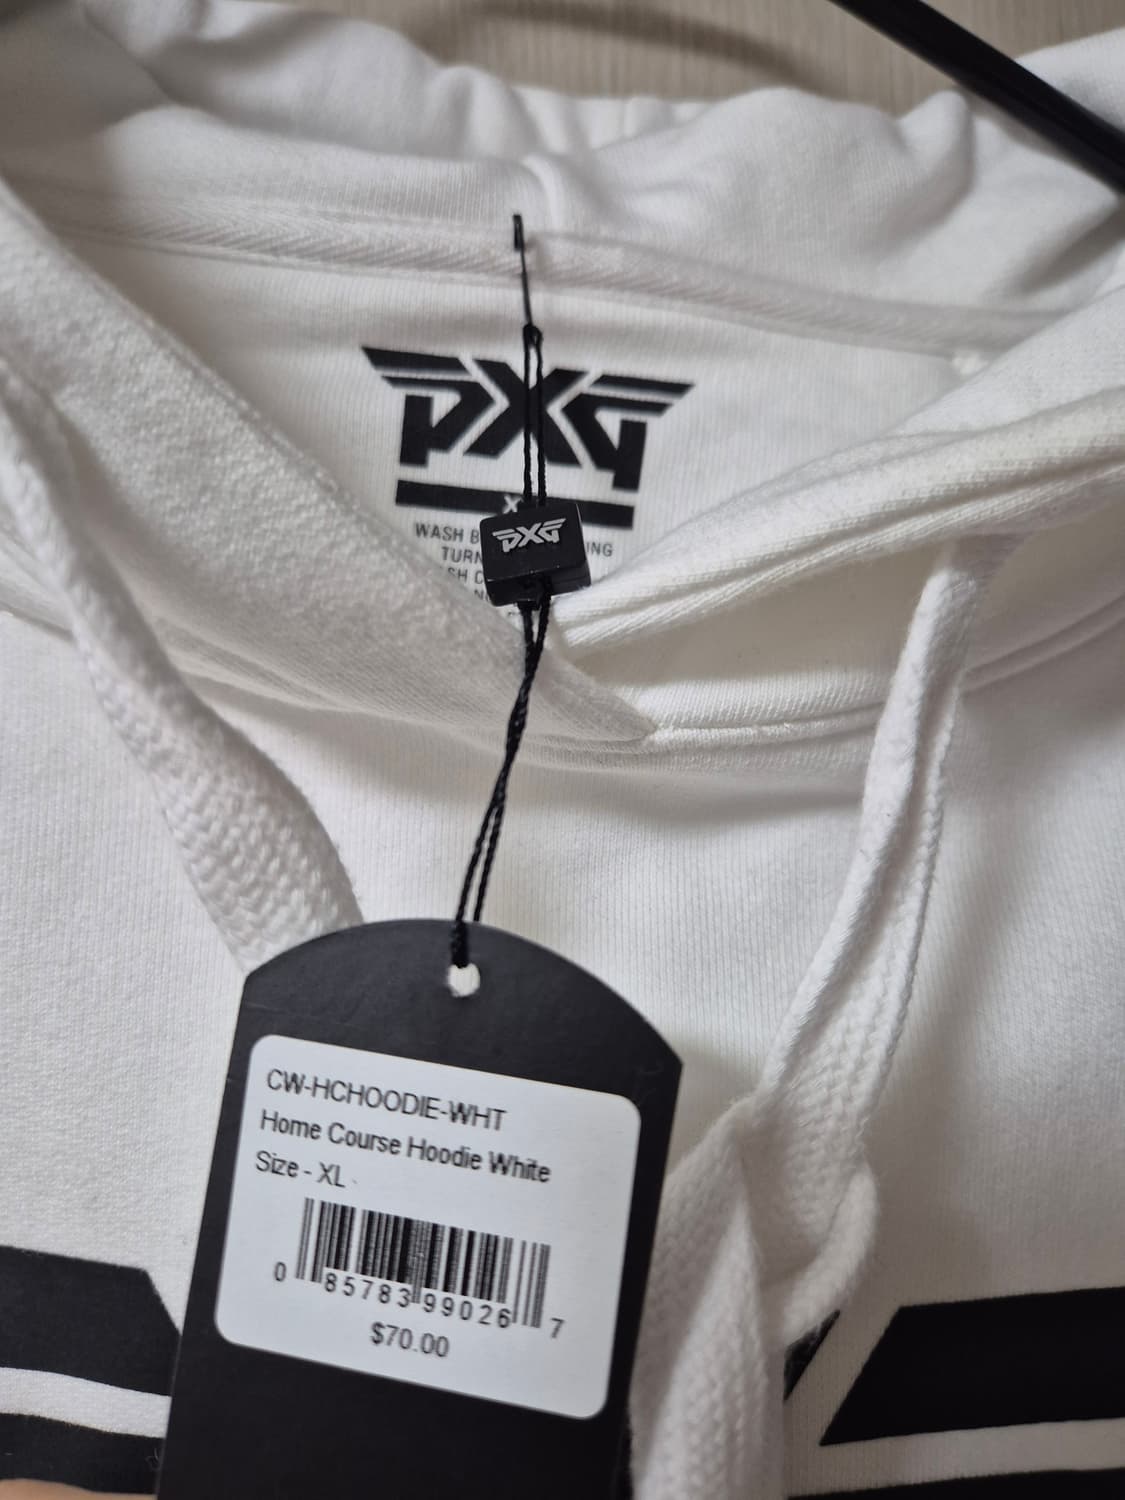 PXG
X
WASH
ING
TURN
PXG
CW-HCHOODIE-WHT
Home Course Hoodie White
Size - XL
0 85783 99026 7
$70.00